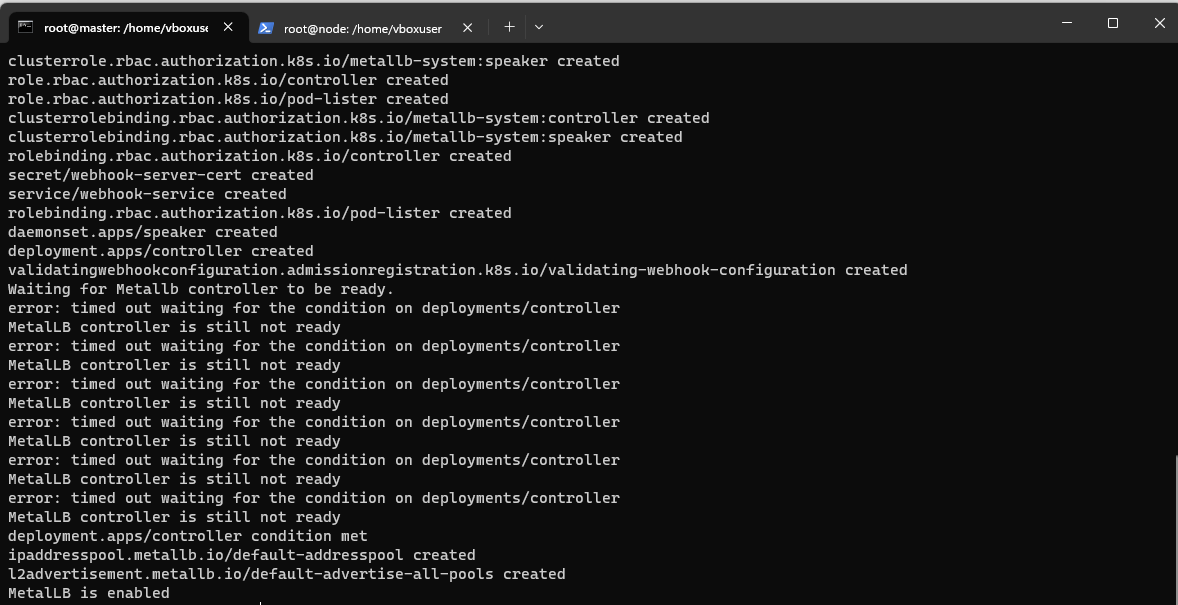 root@master: /home/vboxuse
root@node: /home/vboxuser
clusterrole.rbac.authorization.k8s.io/metallb-system:speaker created
role.rbac.authorization.k8s.io/controller created
role.rbac.authorization.k8s.io/pod-lister created
clusterrolebinding.rbac.authorization.k8s.io/metallb-system:controller created
clusterrolebinding.rbac.authorization.k8s.io/metallb-system:speaker created
rolebinding.rbac.authorization.k8s.io/controller created
secret/webhook-server-cert created
service/webhook-service created
rolebinding.rbac.authorization.k8s.io/pod-lister created
daemonset.apps/speaker created
deployment.apps/controller created
validatingwebhookconfiguration.admissionregistration.k8s.io/validating-webhook-configuration created
Waiting for Metallb controller to be ready.
error: timed out waiting for the condition on deployments/controller
MetalLB controller is still not ready
error: timed out waiting for the condition on deployments/controller
MetalLB controller is still not ready
error: timed out waiting for the condition on deployments/controller
MetalLB controller is still not ready
error: timed out waiting for the condition on deployments/controller
MetalLB controller is still not ready
error: timed out waiting for the condition on deployments/controller
MetalLB controller is still not ready
error: timed out waiting for the condition on deployments/controller
MetalLB controller is still not ready
deployment.apps/controller condition met
ipaddresspool.metallb.io/default-addresspool created
l2advertisement.metallb.io/default-advertise-all-pools created
MetalLB is enabled